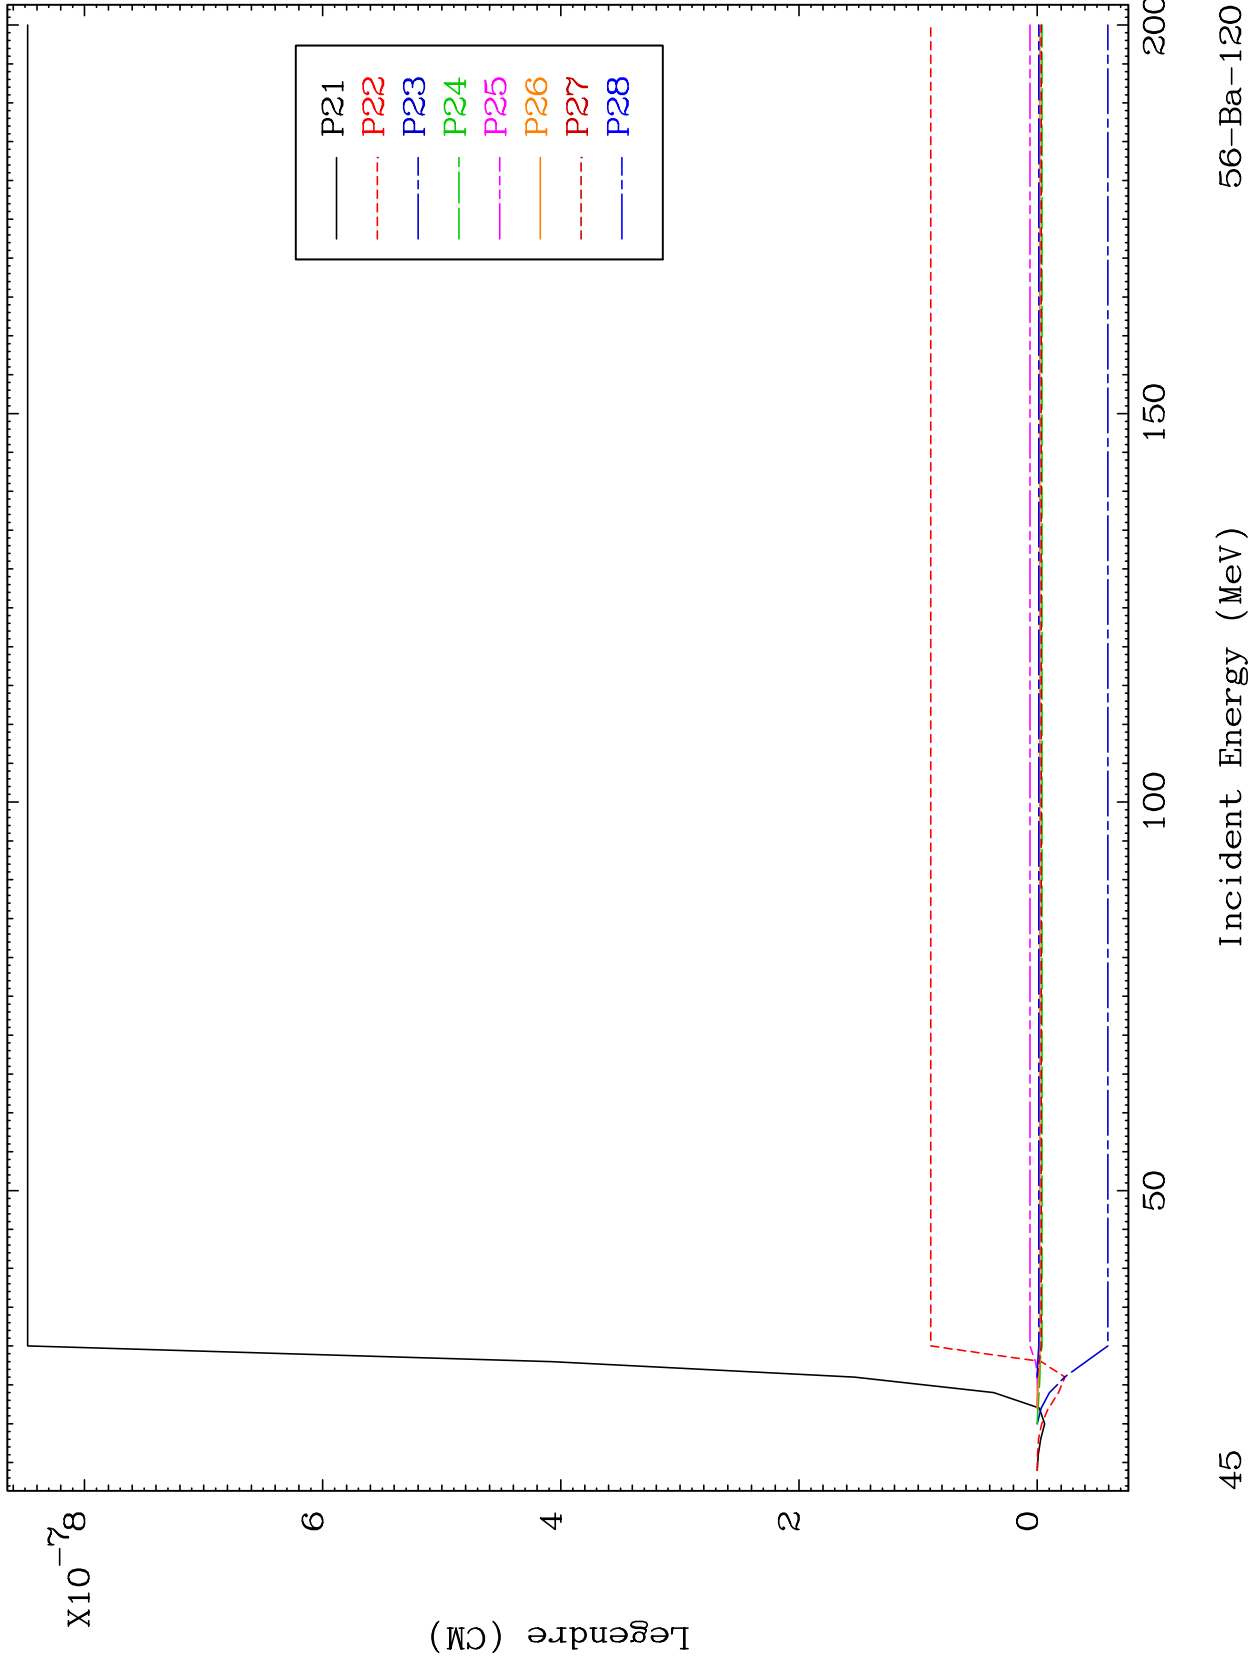 X10-7
8
6
4
2
0
Legendre (CM)
P21
P22
P23
P24
P25
P26
P27
P28
50
100
150
200
Incident Energy (MeV)
45
56-Ba-120